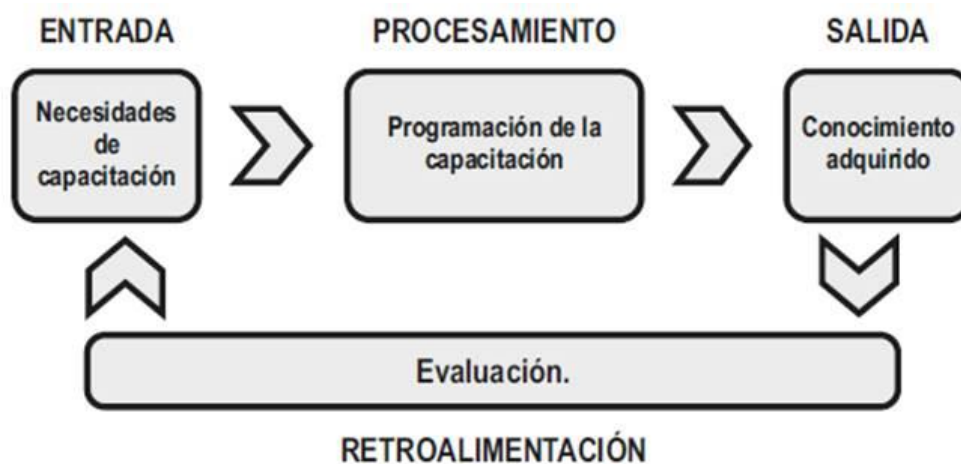 ENTRADA
PROCESAMIENTO
SALIDA
Necesidades
de
capacitación
Programación de la
capacitación
Conocimiento
adquirido
Evaluación.
RETROALIMENTACIÓN